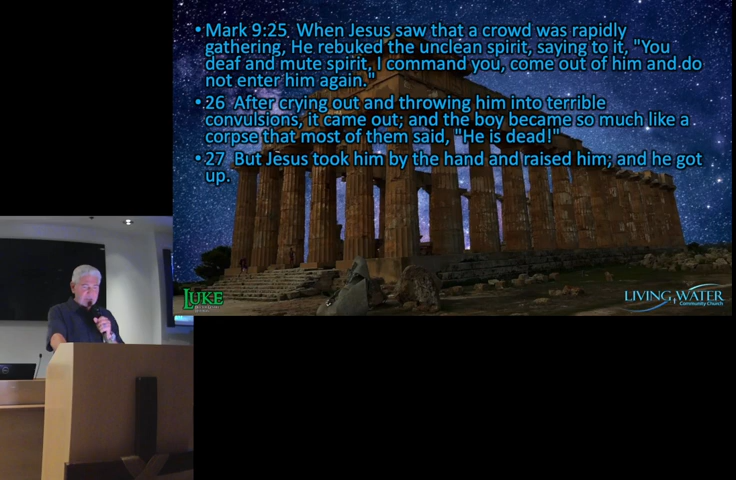 • Mark 9:25 When Jesus saw that a crowd was rapidly
gathering, He rebuked the unclean spirit, saying to it, "You
deaf and mute spirit, I command you, come out of him and do
not enter him again."
• 26 After crying out and throwing him into terrible
convulsions, it came out; and the boy became so much like a
corpse that most of them said, "He is dead!"
• 27 But Jesus took him by the hand and raised him; and he got
up.
LUKE
LIVING WATER
Community Church